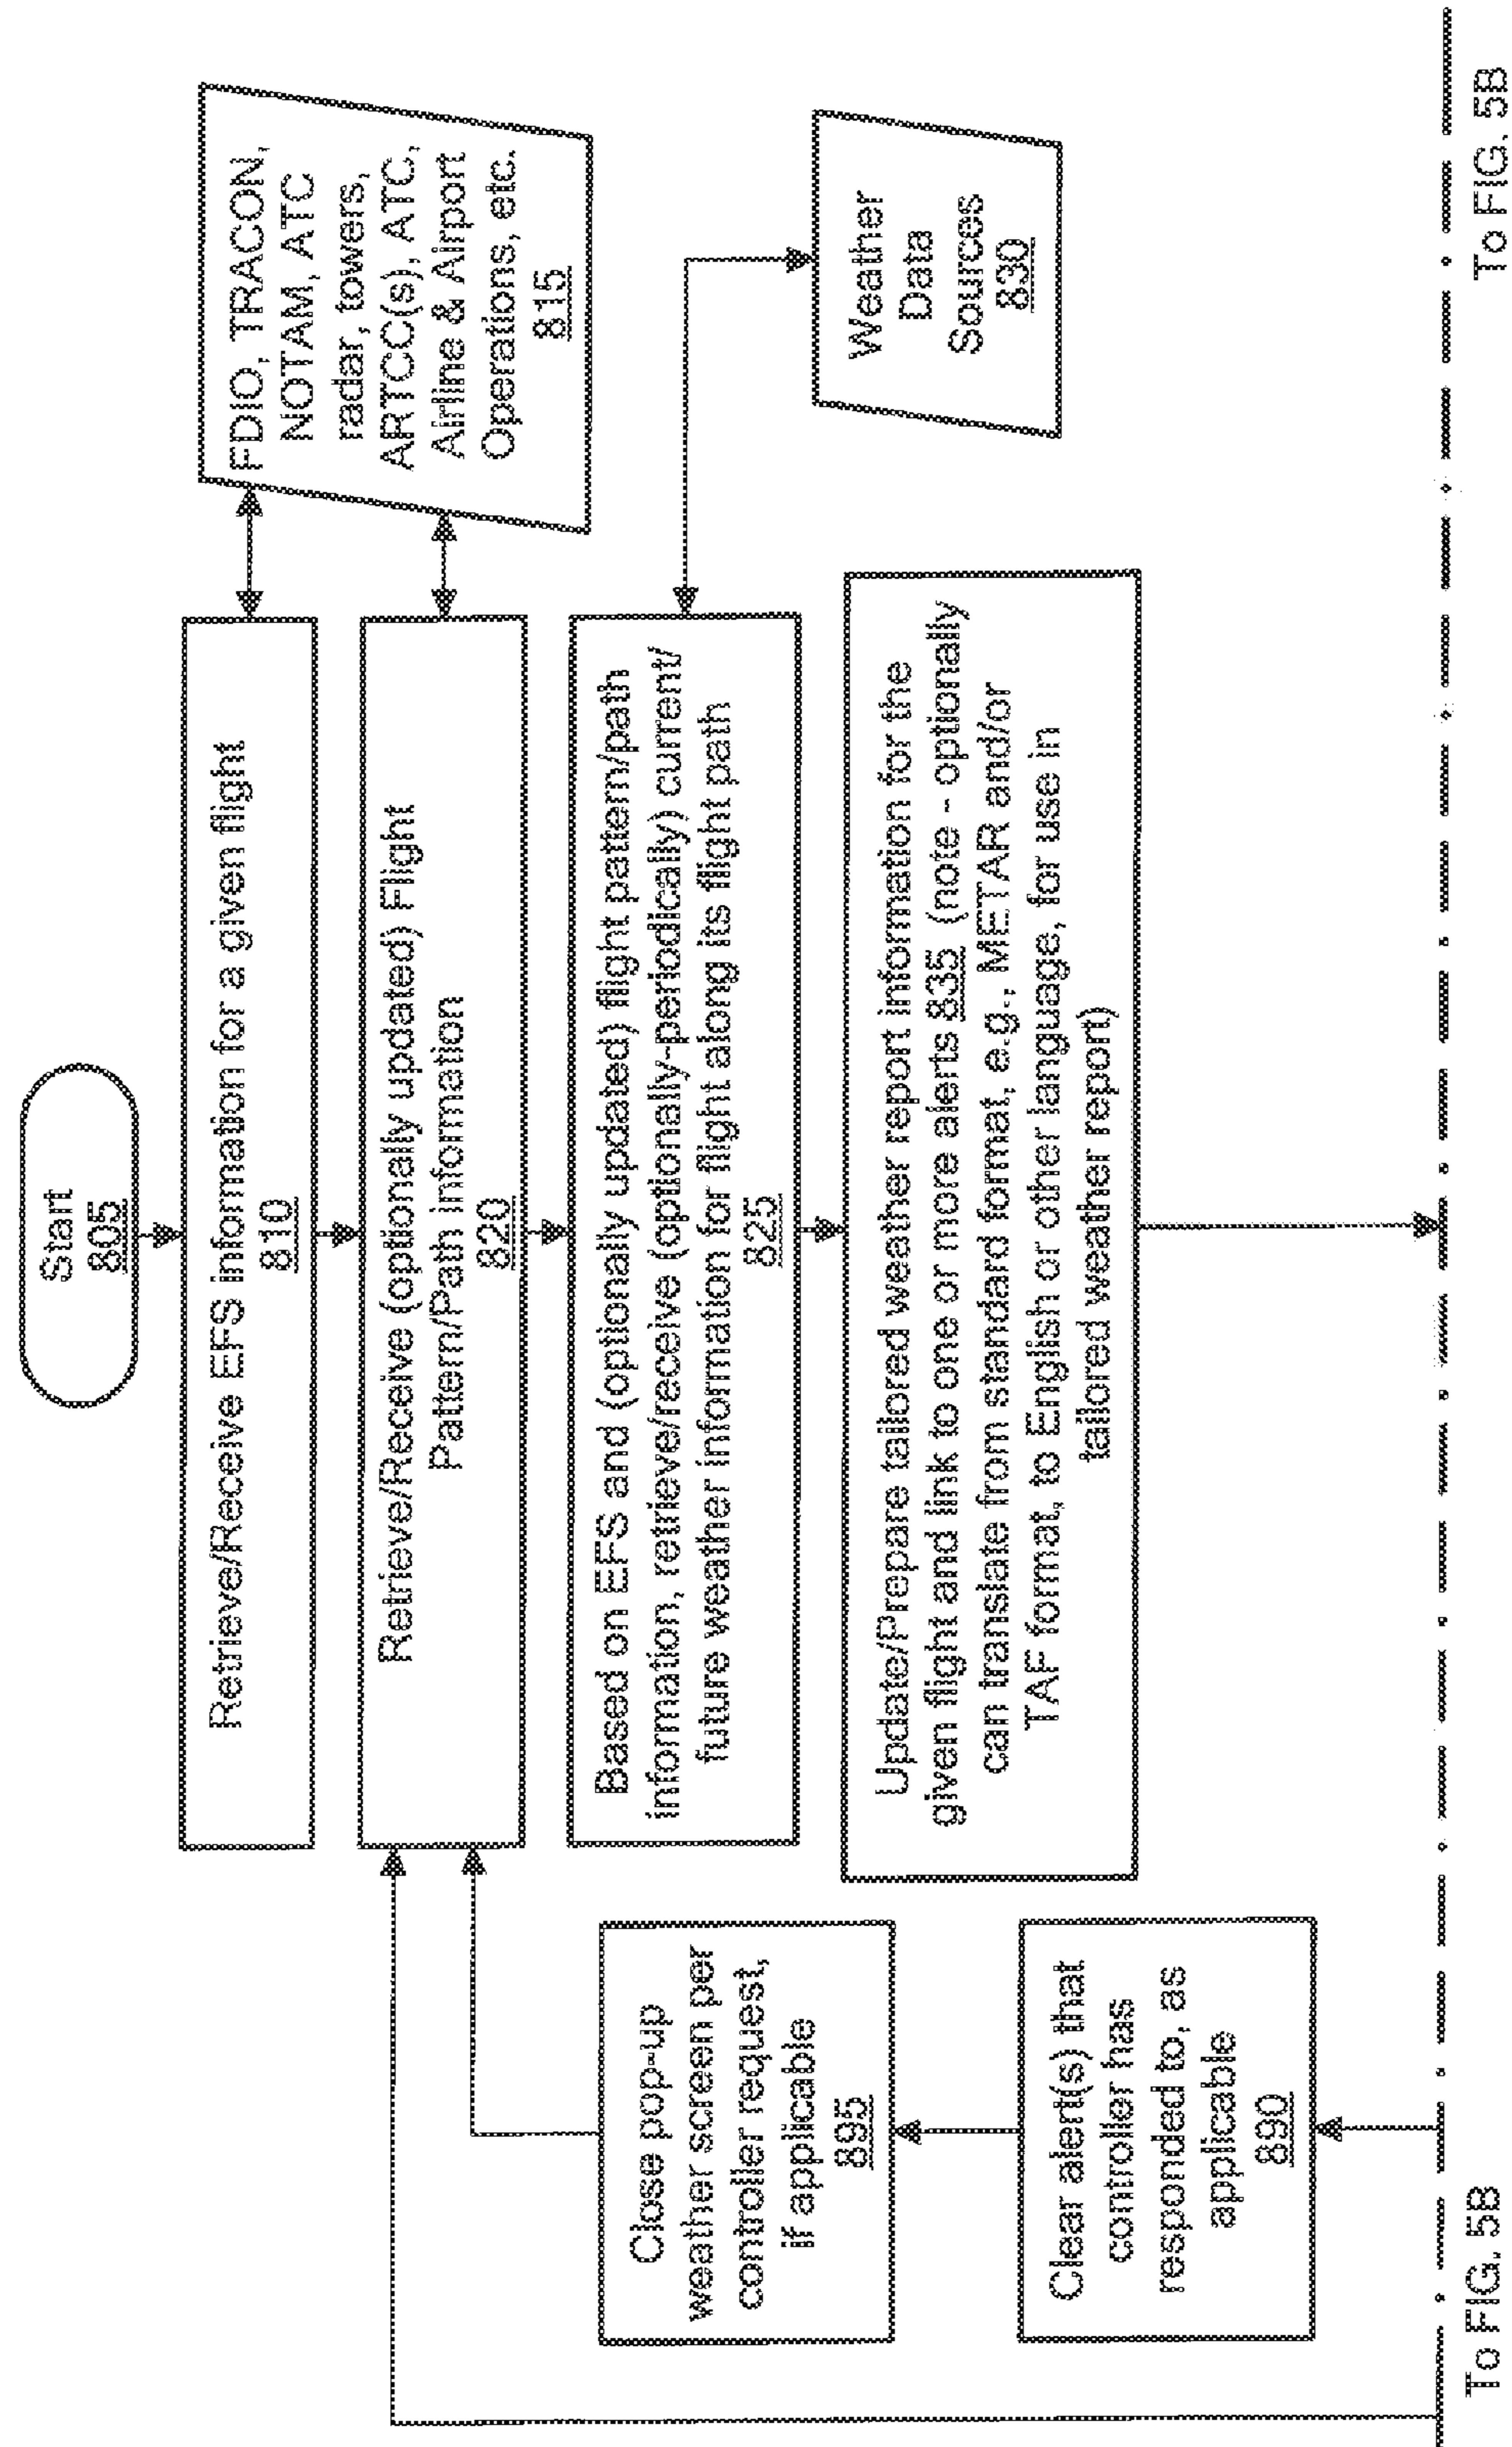 Start
805
Retrieve/Receive EFS information for a given flight
810
FDIO, TRACON,
NOTAM, ATC
radar, towers,
ARTCC(s), ATC,
Airline & Airport
Operations, etc.
815
Retrieve/Receive (optionally updated) Flight
Pattern/Path Information
820
Based on EFS and (optionally updated) flight pattern/path
information, retrieve/receive (optionally-periodically) current/
future weather information for flight along its flight path
825
Weather
Data
Sources
830
Update/Prepare tailored weather report information for the
given flight and link to one or more alerts 835 (note - optionally
can translate from standard format, e.g., METAR and/or
TAF format, to English or other language, for use in
tailored weather report)
Close pop-up
weather screen per
controller request,
if applicable
895
Clear alert(s) that
controller has
responded to, as
applicable
890
To FIG. 5B
To FIG. 5B